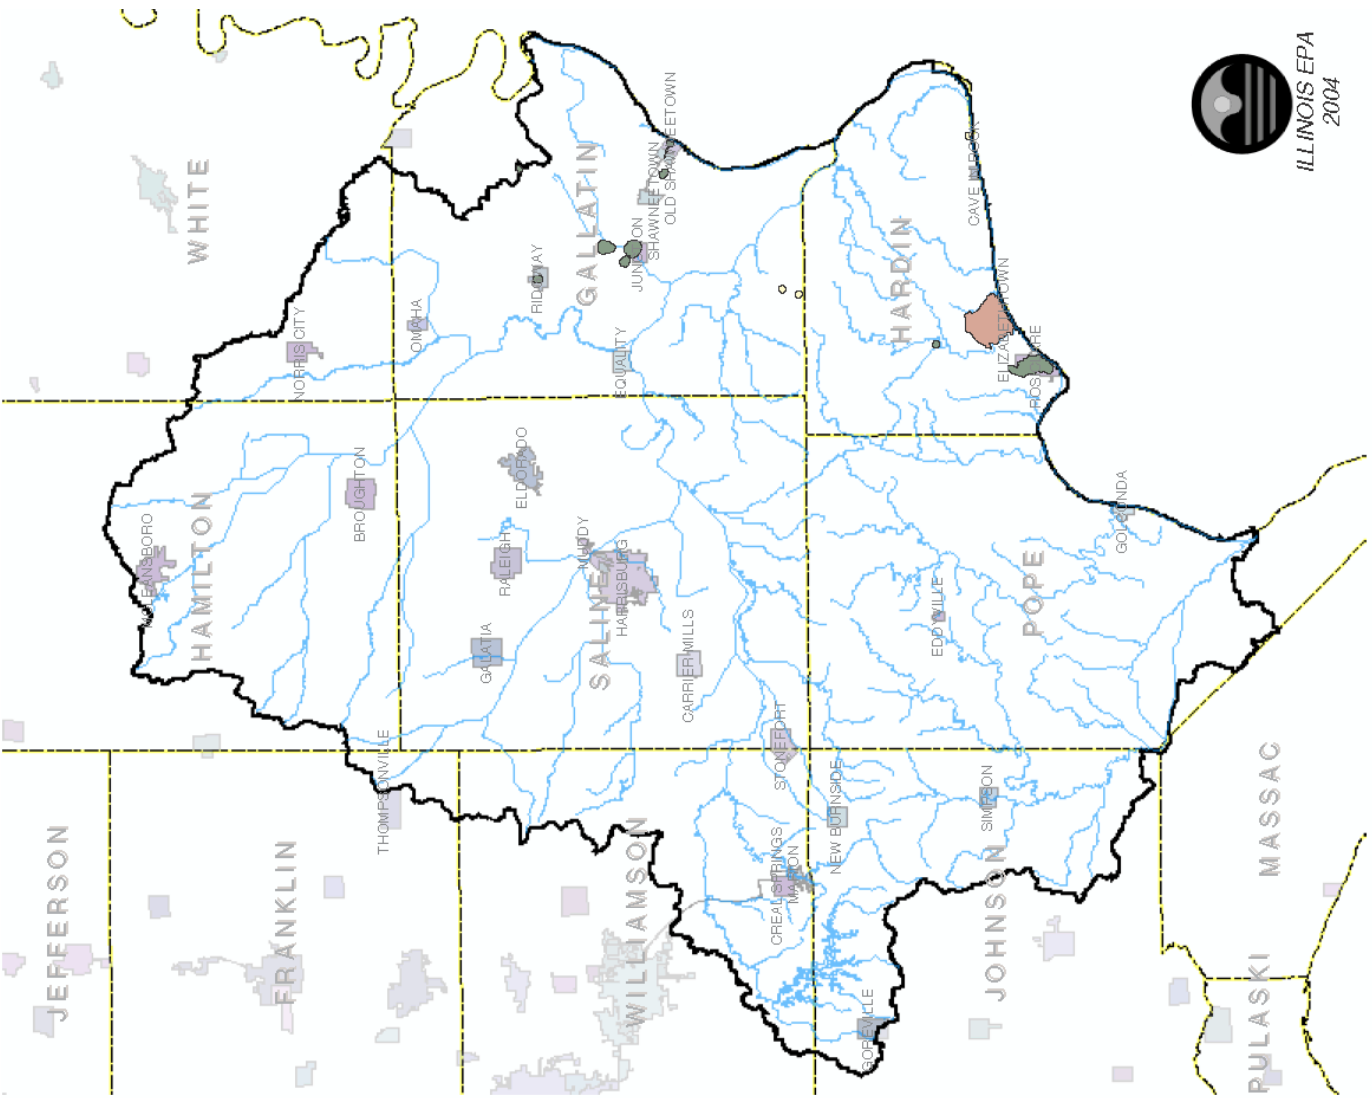 ILLINOIS EPA
2004
WHITE
GALLATIN
HARDIN
HAMILTON
SALINE
POPE
JEFFERSON
FRANKLIN
WILLIAMSON
JOHNSON
MASSAC
PULASKI
NORRIS CITY
OMAHA
RIDGWAY
JUNCTION
SHAWNEETOWN
OLD SHAWNEETOWN
EQUALITY
CAVE IN ROCK
ELIZABETHTOWN
ROSICLARE
BROUGHTON
ELDORADO
RALEIGH
MUDDY
HARRISBURG
GALATIA
CARRIER MILLS
STONEFORT
EDDYVILLE
GOLCONDA
THOMPSONVILLE
CREAL SPRINGS
MARION
NEW BURNSIDE
SIMPSON
GOREVILLE